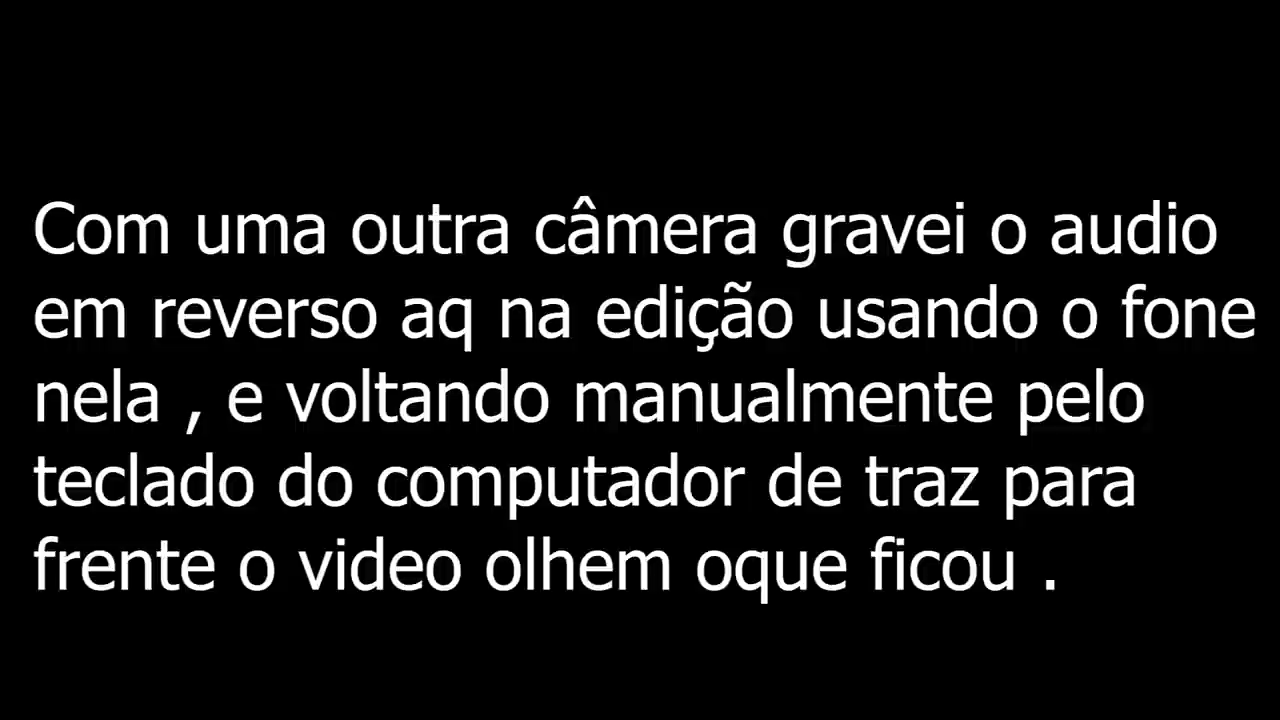 Com uma outra câmera gravei o audio
em reverso aq na edição usando o fone
nela , e voltando manualmente pelo
teclado do computador de traz para
frente o video olhem oque ficou .